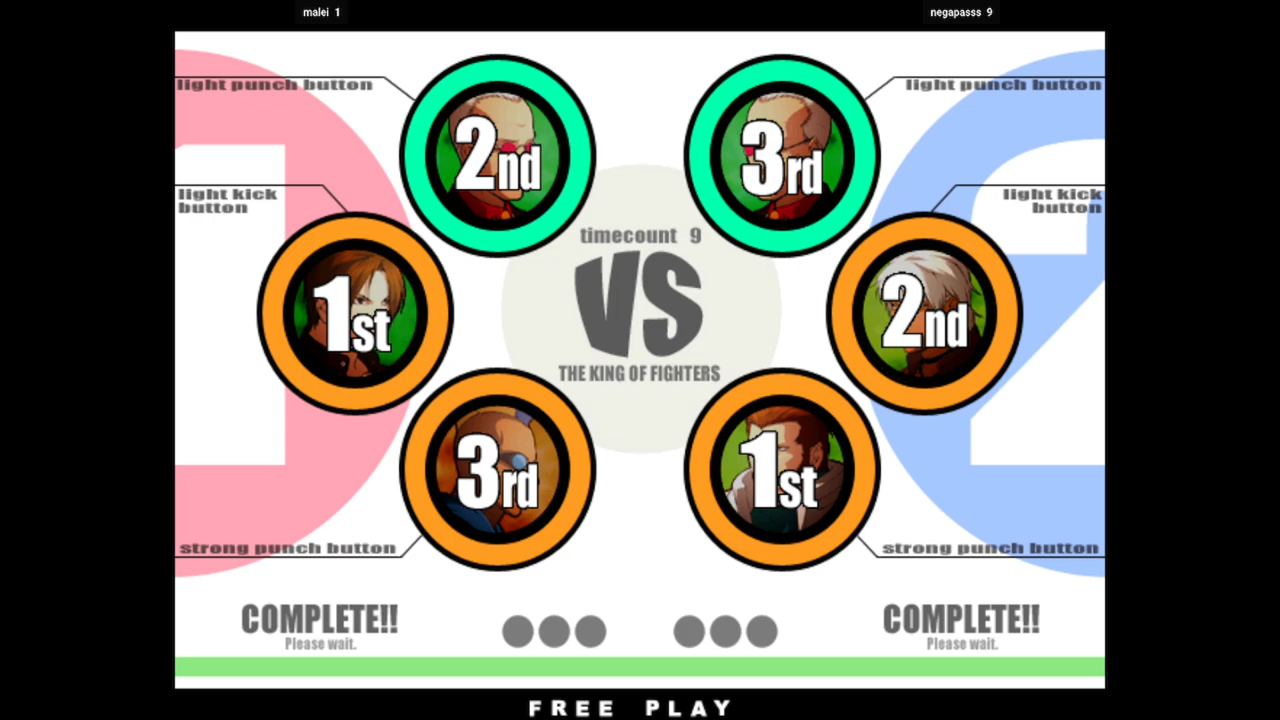 malei 1
negapasss 9
light punch button
light punch button
2nd
3rd
light kick
button
light kick
button
timecount 9
1st
VS
2nd
THE KING OF FIGHTERS
3rd
1st
strong punch button
strong punch button
COMPLETE!!
Please wait.
COMPLETE!!
Please wait.
FREE PLAY
1
2